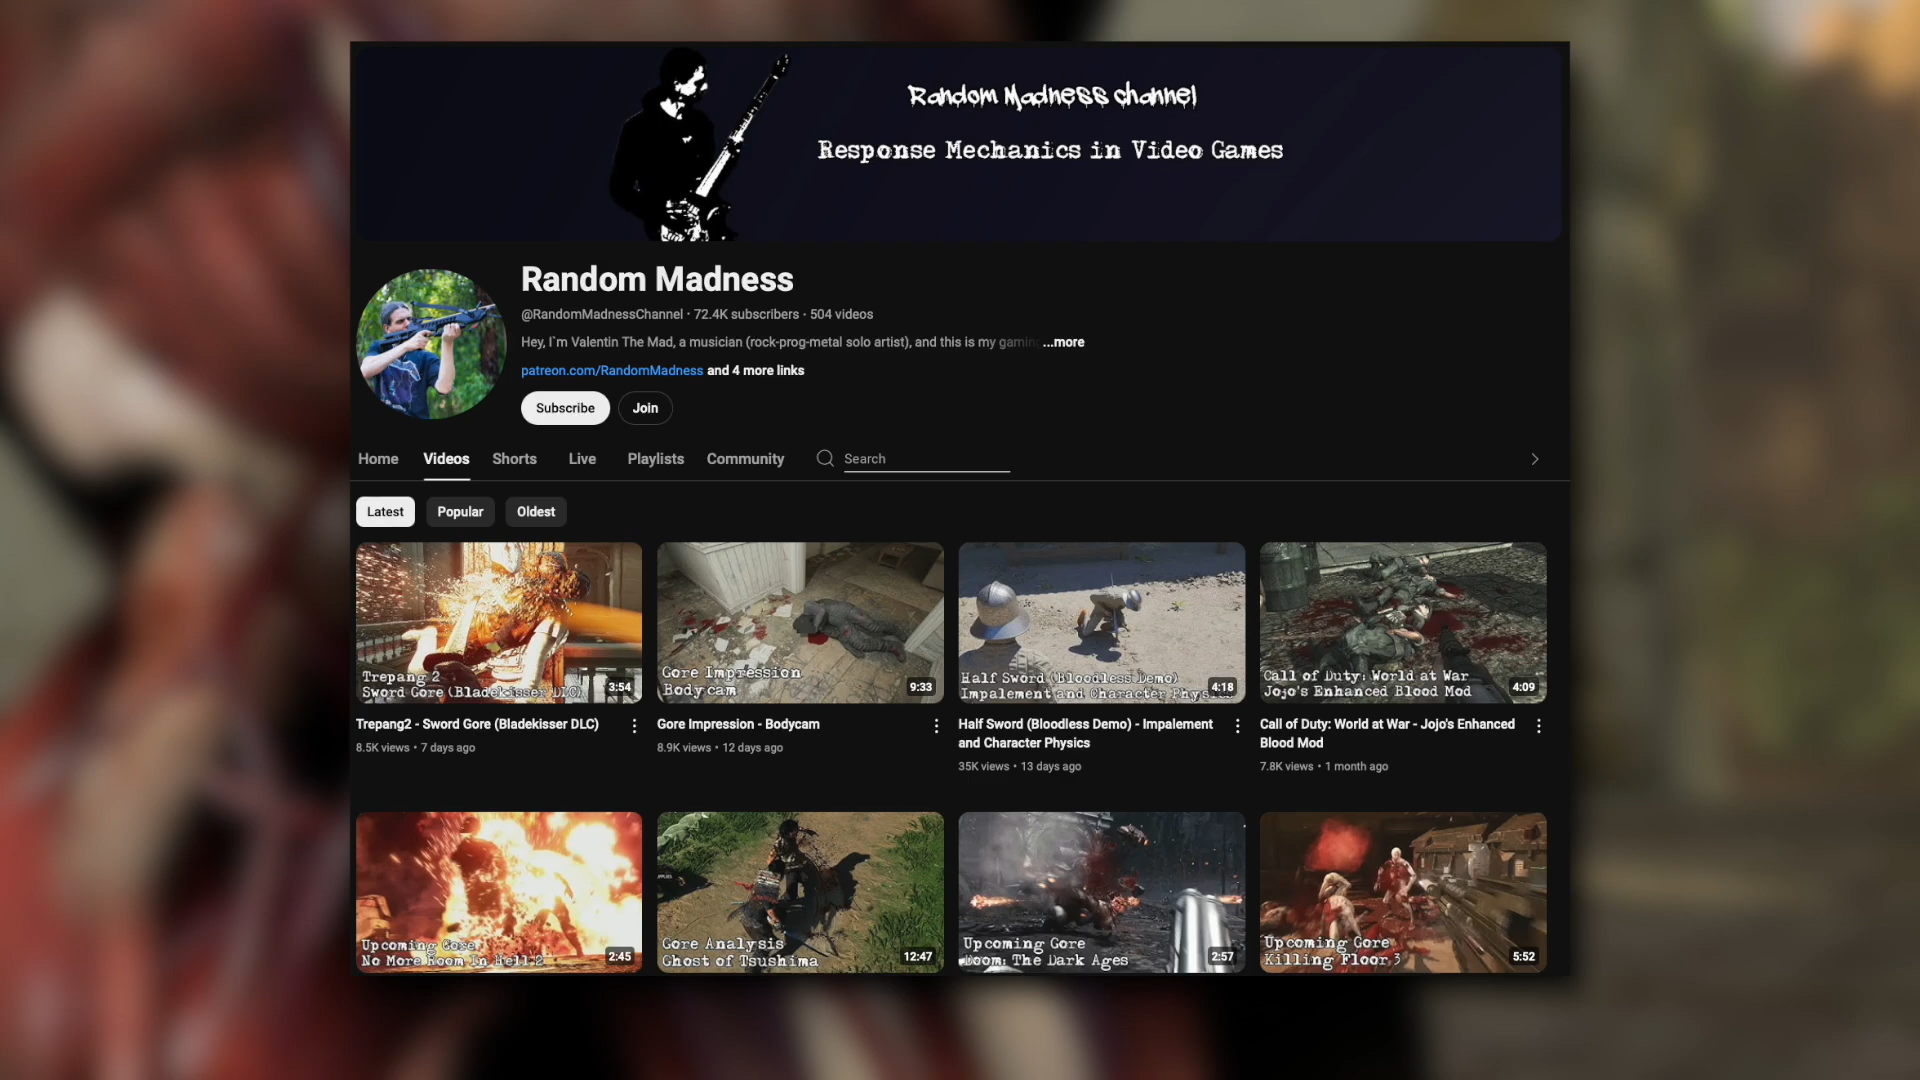 Random Madness channel
Response Mechanics in Video Games
Random Madness
@RandomMadnessChannel · 72.4K subscribers · 504 videos
Hey, I`m Valentin The Mad, a musician (rock-prog-metal solo artist), and this is my gaming ...more
patreon.com/RandomMadness and 4 more links
Subscribe Join
Home Videos Shorts Live Playlists Community Search
Latest Popular Oldest
Trepang 2
Sword Gore (Bladekisser DLC) 3:54
Gore Impression
Bodycam 9:33
Half Sword (Bloodless Demo)
Impalement and Character Physics 4:18
Call of Duty: World at War
Jojo's Enhanced Blood Mod 4:09
Trepang2 - Sword Gore (Bladekisser DLC)
8.5K views • 7 days ago
Gore Impression - Bodycam
8.9K views • 12 days ago
Half Sword (Bloodless Demo) - Impalement
and Character Physics
35K views • 13 days ago
Call of Duty: World at War - Jojo's Enhanced
Blood Mod
7.8K views • 1 month ago
Upcoming Gore
No More Room In Hell 2 2:45
Gore Analysis
Ghost of Tsushima 12:47
Upcoming Gore
Doom: The Dark Ages 2:57
Upcoming Gore
Killing Floor 3 5:52